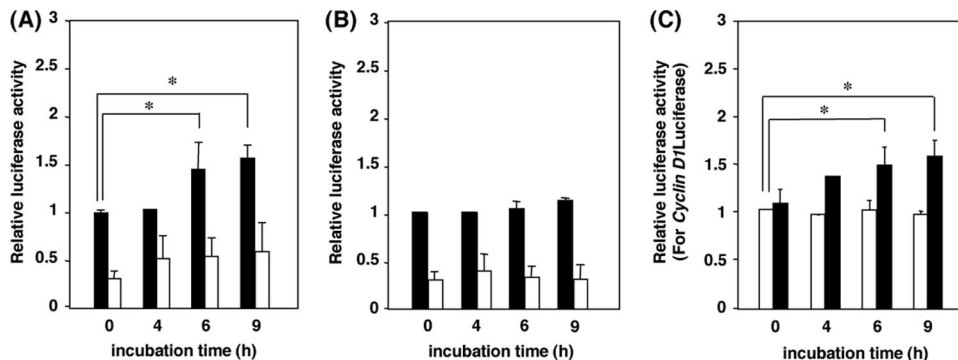 (A)
Relative luciferase activity
3
2.5
2
1.5
1
0.5
0
*
*
0 4 6 9
incubation time (h)
(B)
Relative luciferase activity
3
2.5
2
1.5
1
0.5
0
0 4 6 9
incubation time (h)
(C)
Relative luciferase activity
(For Cyclin D1Luciferase)
3
2.5
2
1.5
1
0.5
0
*
*
0 4 6 9
incubation time (h)